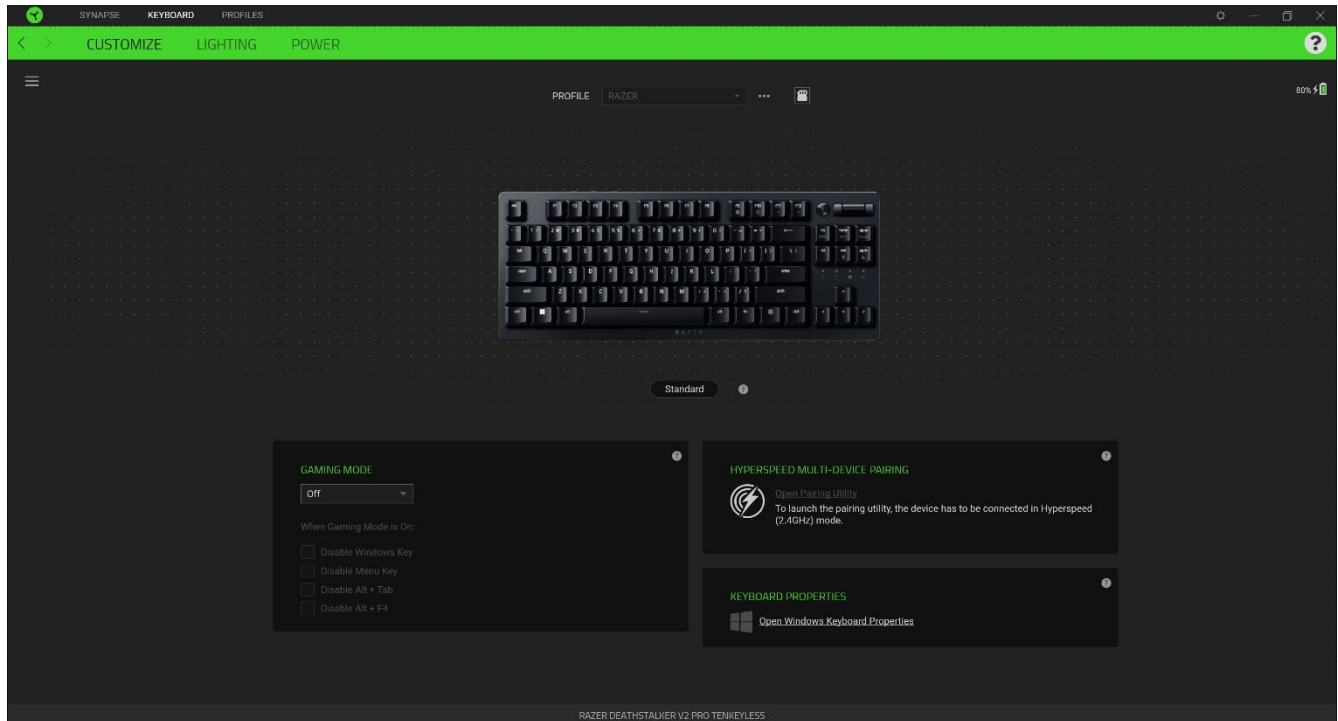 SYNAPSE KEYBOARD PROFILES
CUSTOMIZE LIGHTING POWER
PROFILE RAZER
80%
RAZER
Standard
GAMING MODE
Off
When Gaming Mode is On:
Disable Windows Key
Disable Menu Key
Disable Alt + Tab
Disable Alt + F4
HYPERSPEED MULTI-DEVICE PAIRING
Open Pairing Utility
To launch the pairing utility, the device has to be connected in Hyperspeed
(2.4GHz) mode.
KEYBOARD PROPERTIES
Open Windows Keyboard Properties
RAZER DEATHSTALKER V2 PRO TENKEYLESS